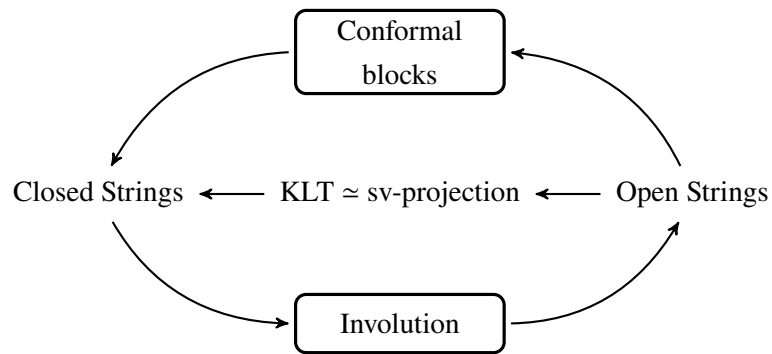 Conformal
blocks
Closed Strings
KLT ≃ sv-projection
Open Strings
Involution